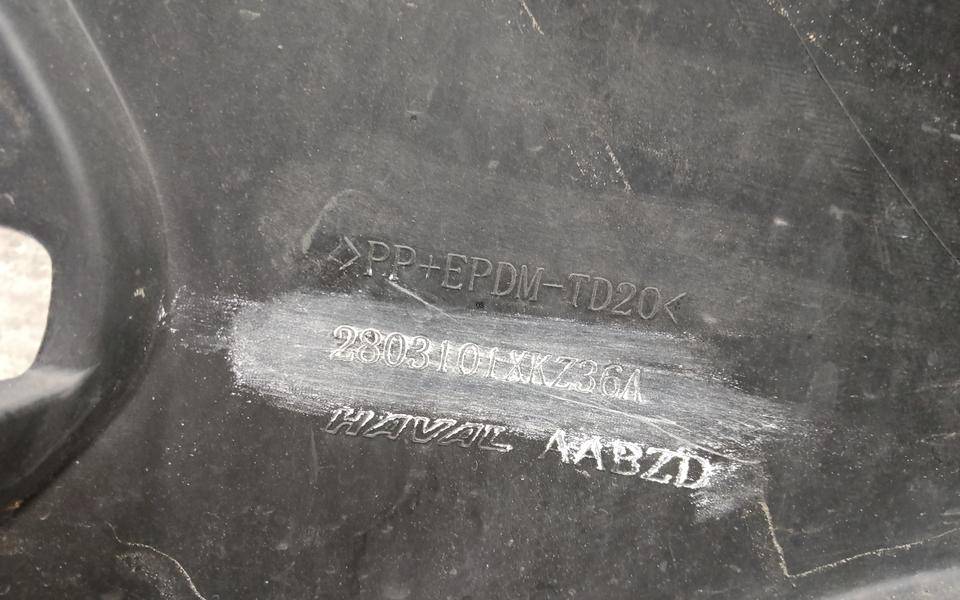 >PP+EPDM-TD20<
2803101XKZ36A
HAVAL AABZD